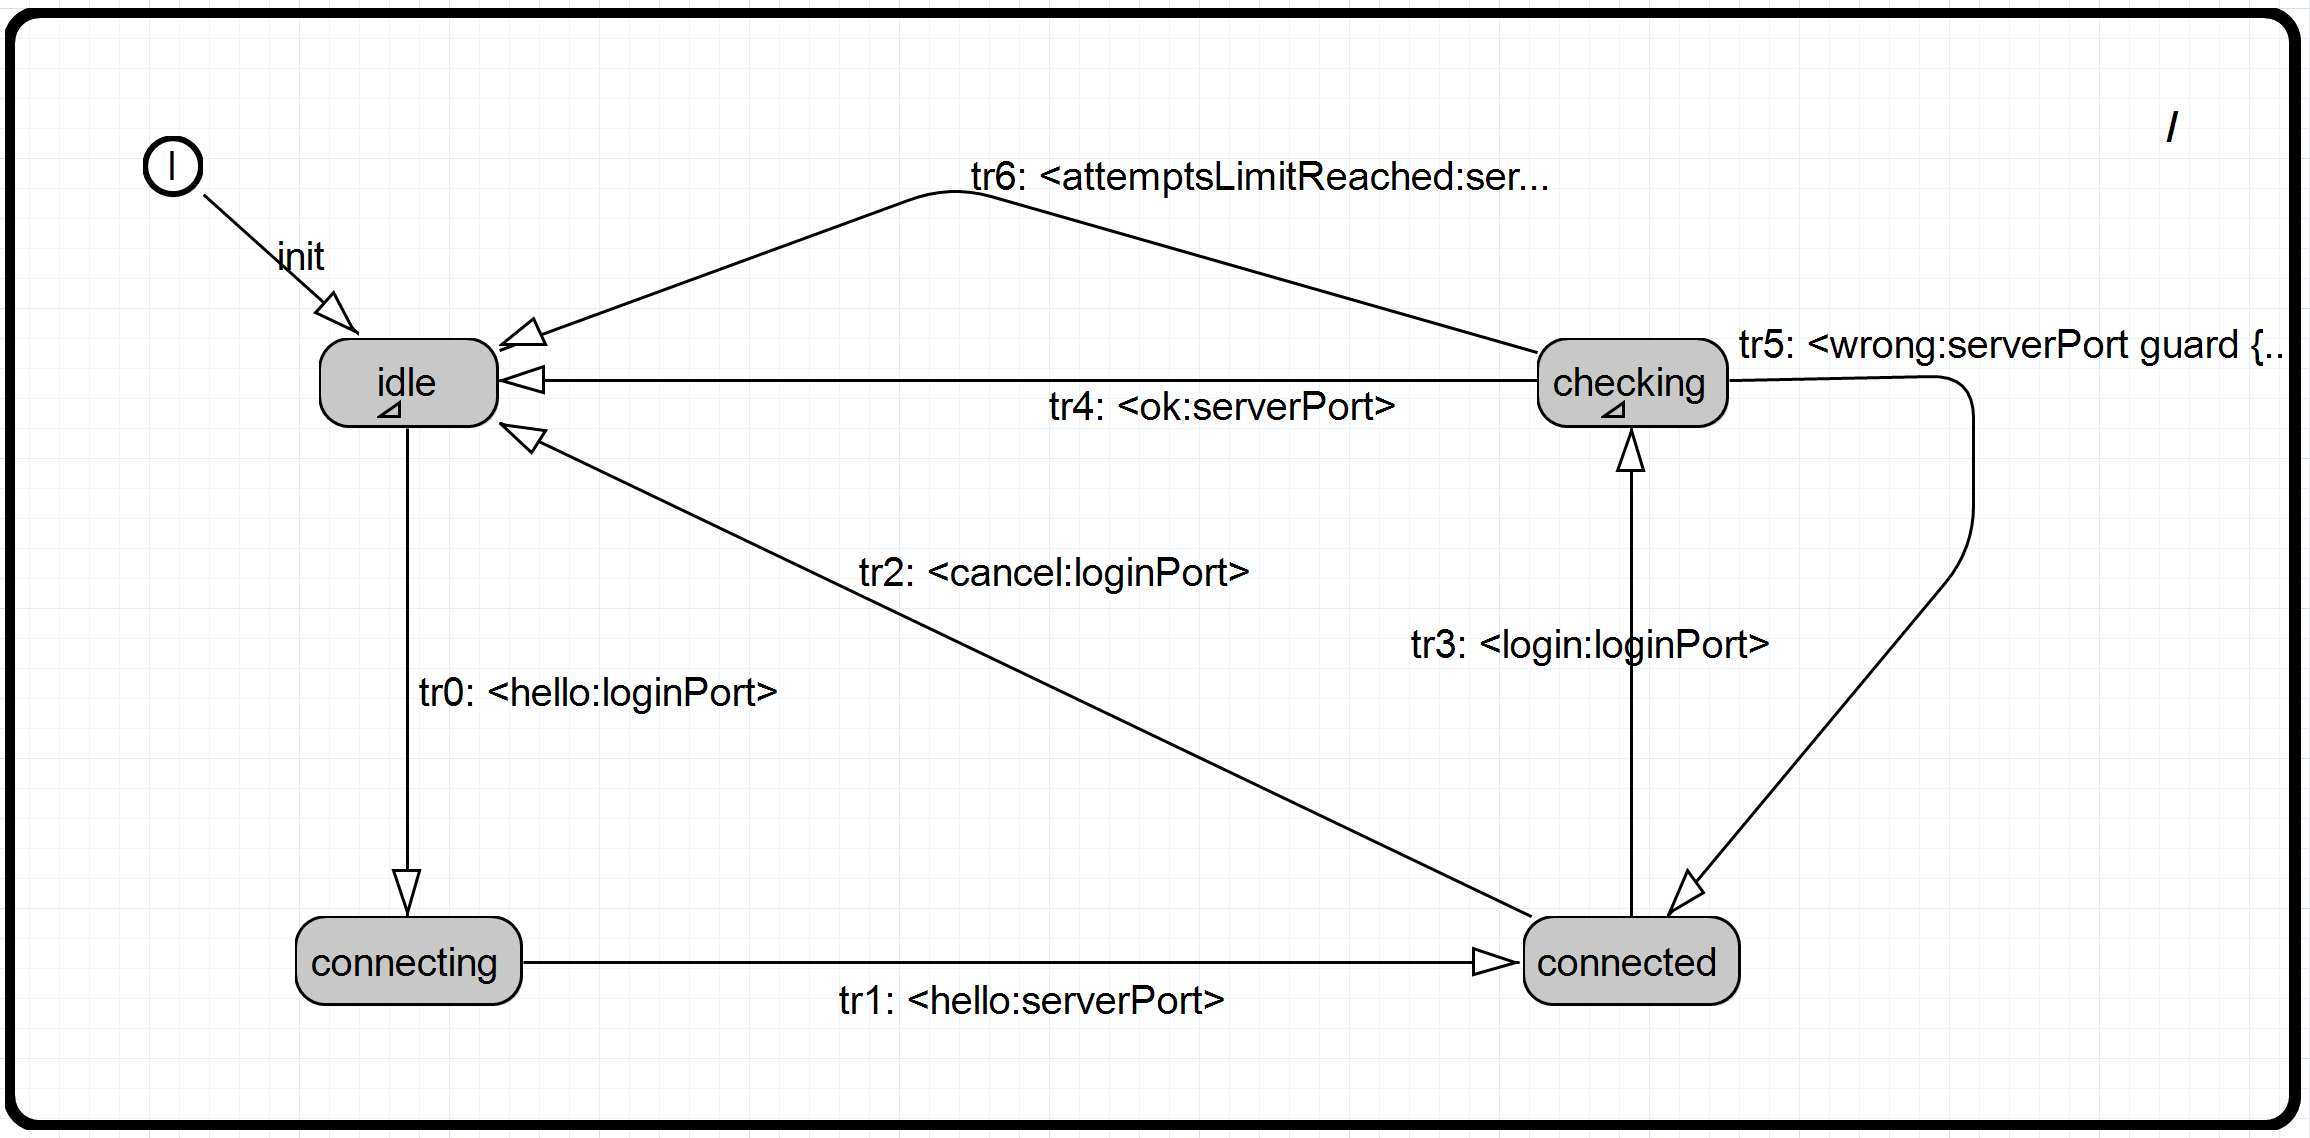 /
I
tr6: <attemptsLimitReached:ser...
init
tr5: <wrong:serverPort guard {..
idle
checking
tr4: <ok:serverPort>
tr2: <cancel:loginPort>
tr3: <login:loginPort>
tr0: <hello:loginPort>
connecting
connected
tr1: <hello:serverPort>